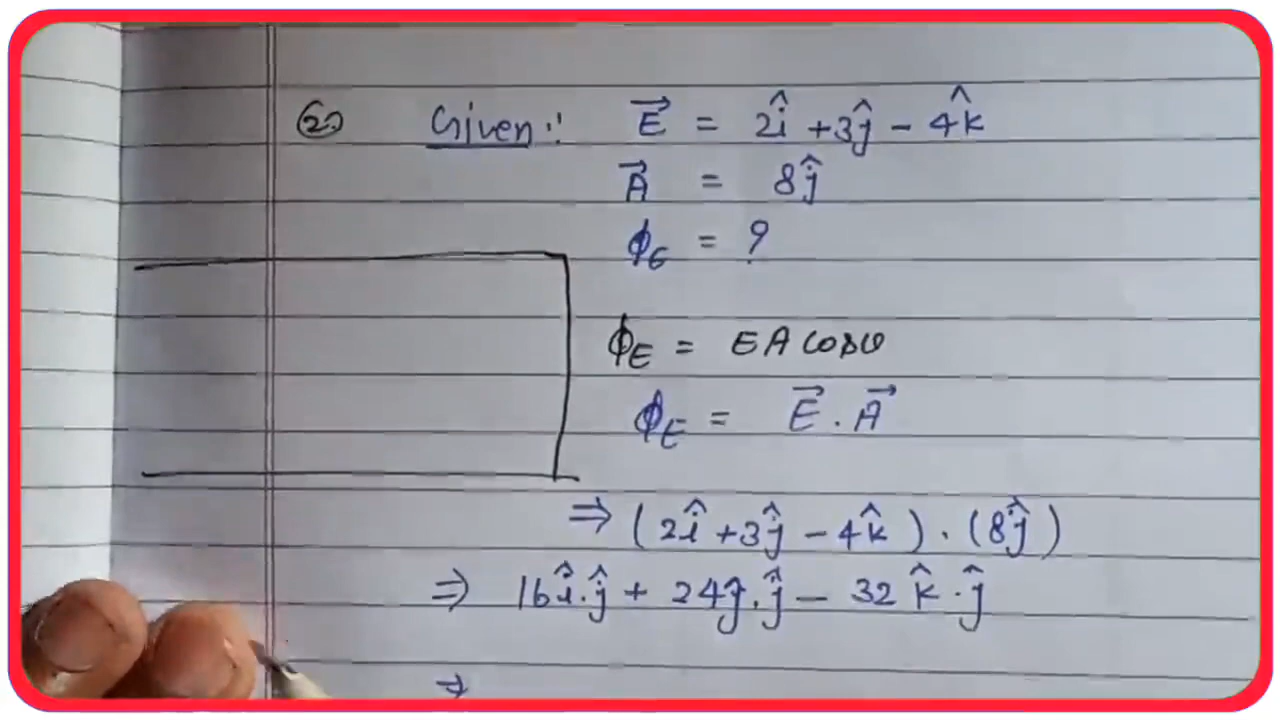 2. Given :- E⃗ = 2î + 3ĵ - 4k̂
A⃗ = 8ĵ
ϕE = ?
ϕE = EA cosθ
ϕE = E⃗ . A⃗
⇒ (2î + 3ĵ - 4k̂) . (8ĵ)
⇒ 16î.ĵ + 24ĵ.ĵ - 32k̂.ĵ
⇒